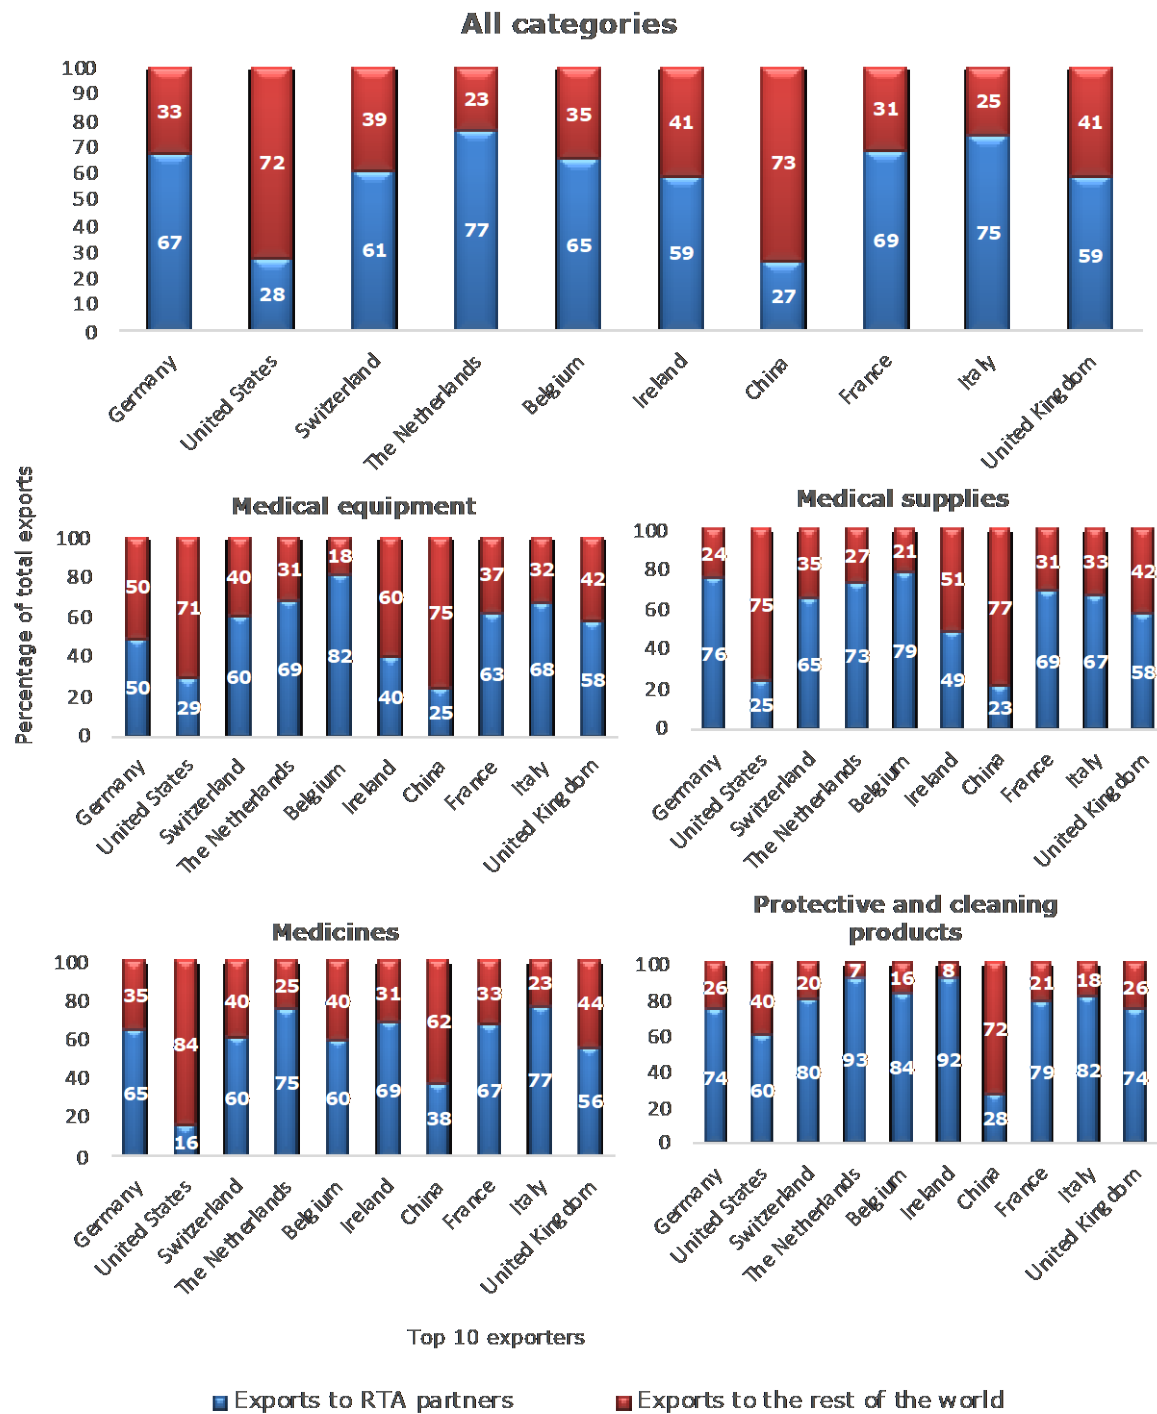 All categories
100
90
80
70
60
50
40
30
20
10
0
33 72 39 23 35 41 73 31 25 41
67 28 61 77 65 59 27 69 75 59
Germany
United States
Switzerland
The Netherlands
Belgium
Ireland
China
France
Italy
United Kingdom
Percentage of total exports
Medical equipment
100
80
60
40
20
0
50 71 40 31 18 60 75 37 32 42
50 29 60 69 82 40 25 63 68 58
Germany
United States
Switzerland
The Netherlands
Belgium
Ireland
China
France
Italy
United Kingdom
Medical supplies
100
80
60
40
20
0
24 75 35 27 21 51 77 31 33 42
76 25 65 73 79 49 23 69 67 58
Germany
United States
Switzerland
The Netherlands
Belgium
Ireland
China
France
Italy
United Kingdom
Medicines
100
80
60
40
20
0
35 84 40 25 40 31 62 33 23 44
65 16 60 75 60 69 38 67 77 56
Germany
United States
Switzerland
The Netherlands
Belgium
Ireland
China
France
Italy
United Kingdom
Protective and cleaning
products
100
80
60
40
20
0
26 40 20 7 16 8 72 21 18 26
74 60 80 93 84 92 28 79 82 74
Germany
United States
Switzerland
The Netherlands
Belgium
Ireland
China
France
Italy
United Kingdom
Top 10 exporters
Exports to RTA partners
Exports to the rest of the world